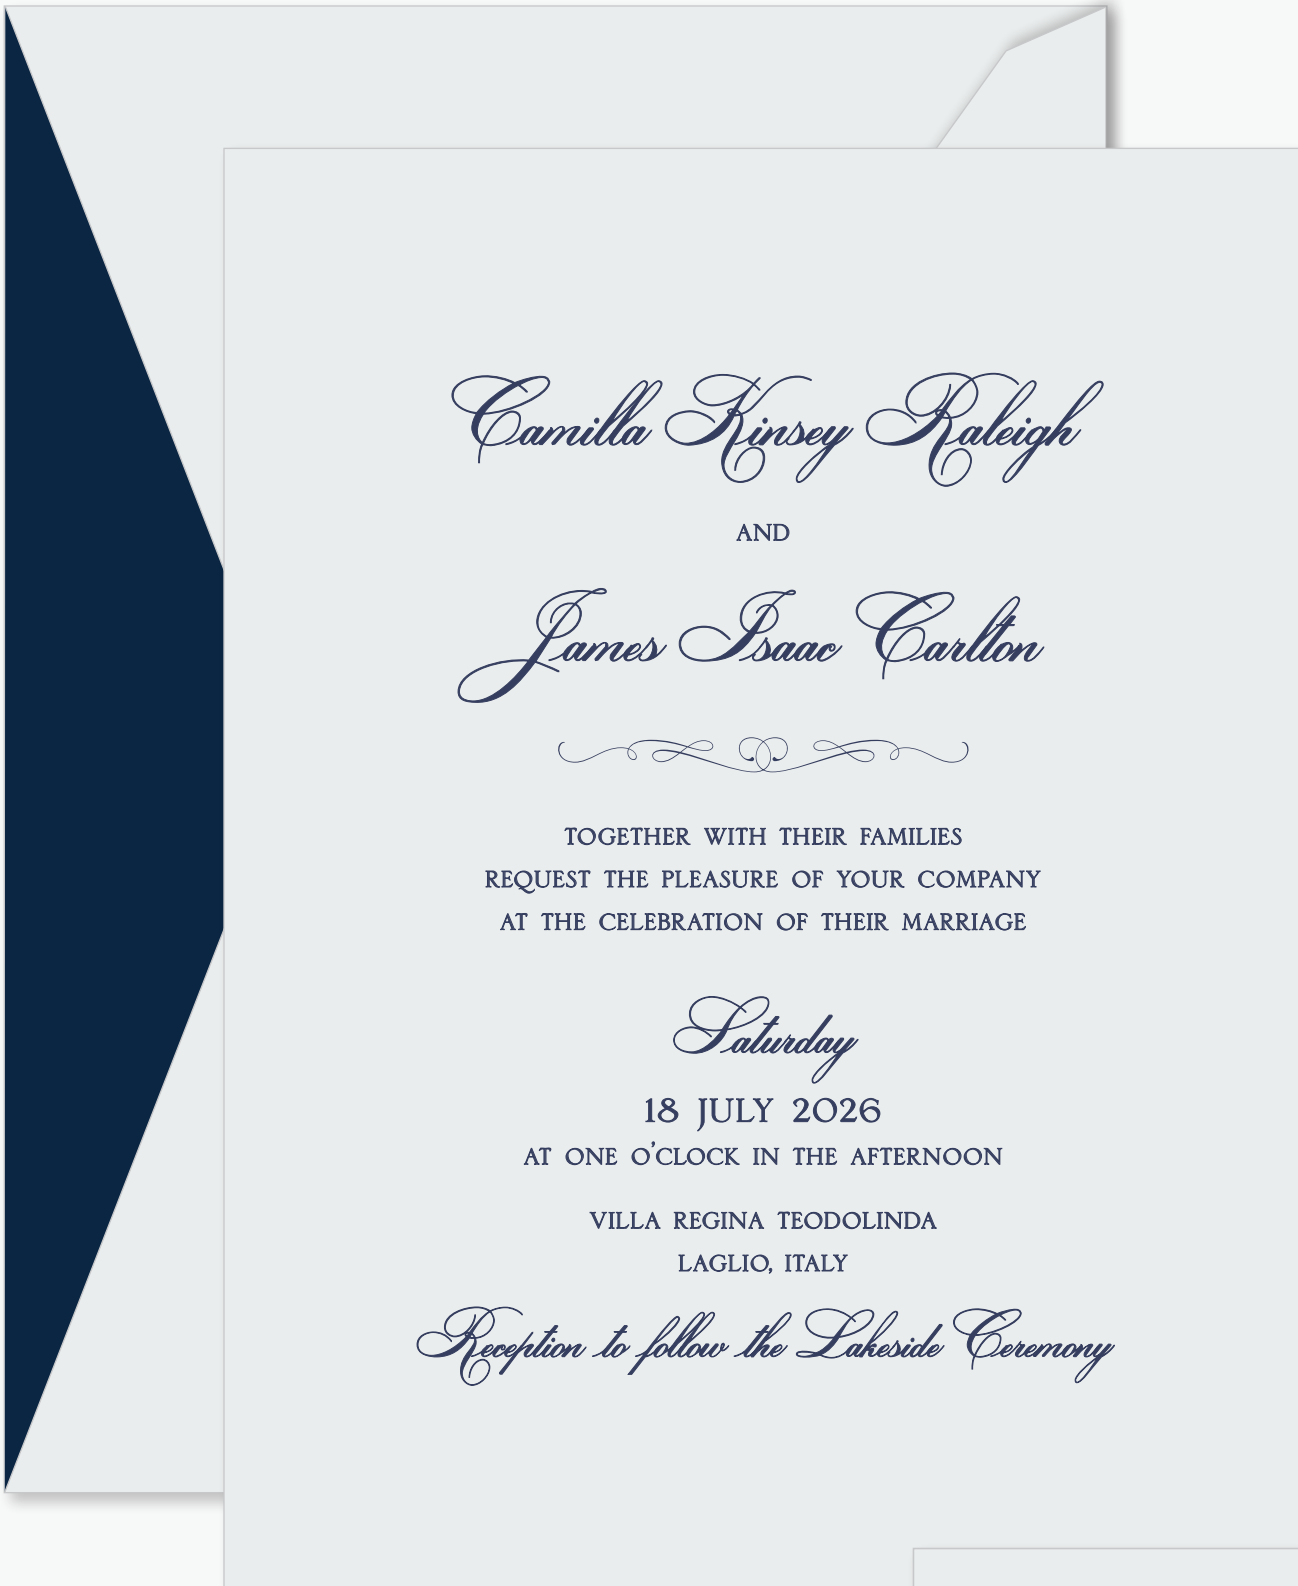 Camilla Kinsey Raleigh
AND
James Isaac Carlton
TOGETHER WITH THEIR FAMILIES
REQUEST THE PLEASURE OF YOUR COMPANY
AT THE CELEBRATION OF THEIR MARRIAGE
Saturday
18 JULY 2026
AT ONE O'CLOCK IN THE AFTERNOON
VILLA REGINA TEODOLINDA
LAGLIO, ITALY
Reception to follow the Lakeside Ceremony